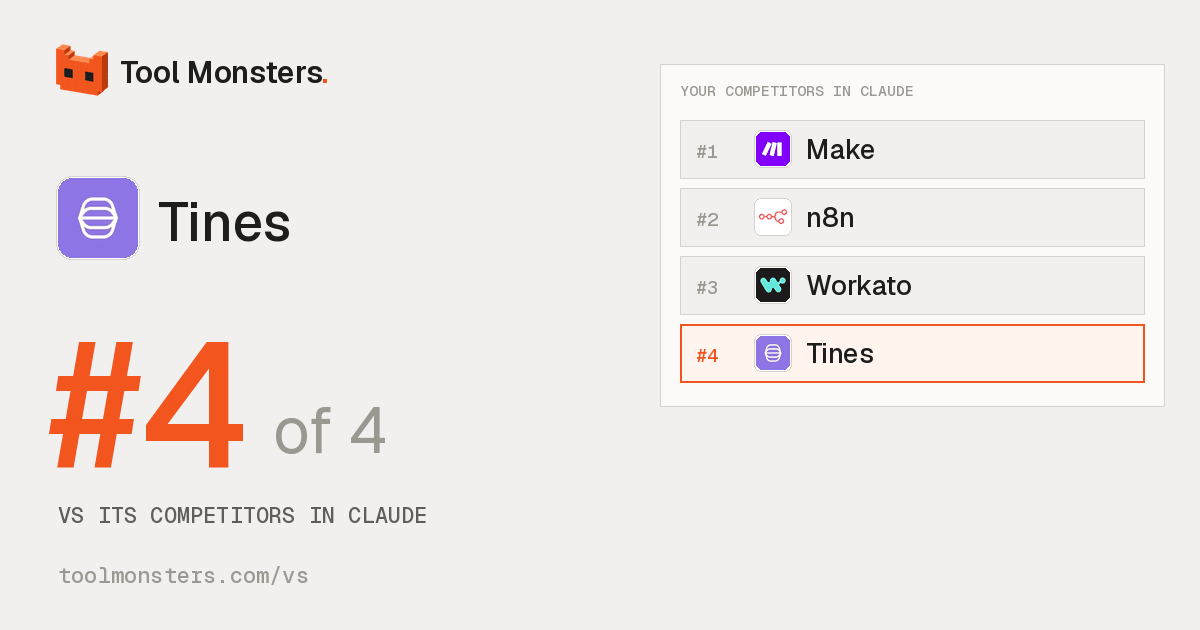 Tool Monsters.
Tines
#4 of 4
VS ITS COMPETITORS IN CLAUDE
toolmonsters.com/vs
YOUR COMPETITORS IN CLAUDE
#1 Make
#2 n8n
#3 Workato
#4 Tines